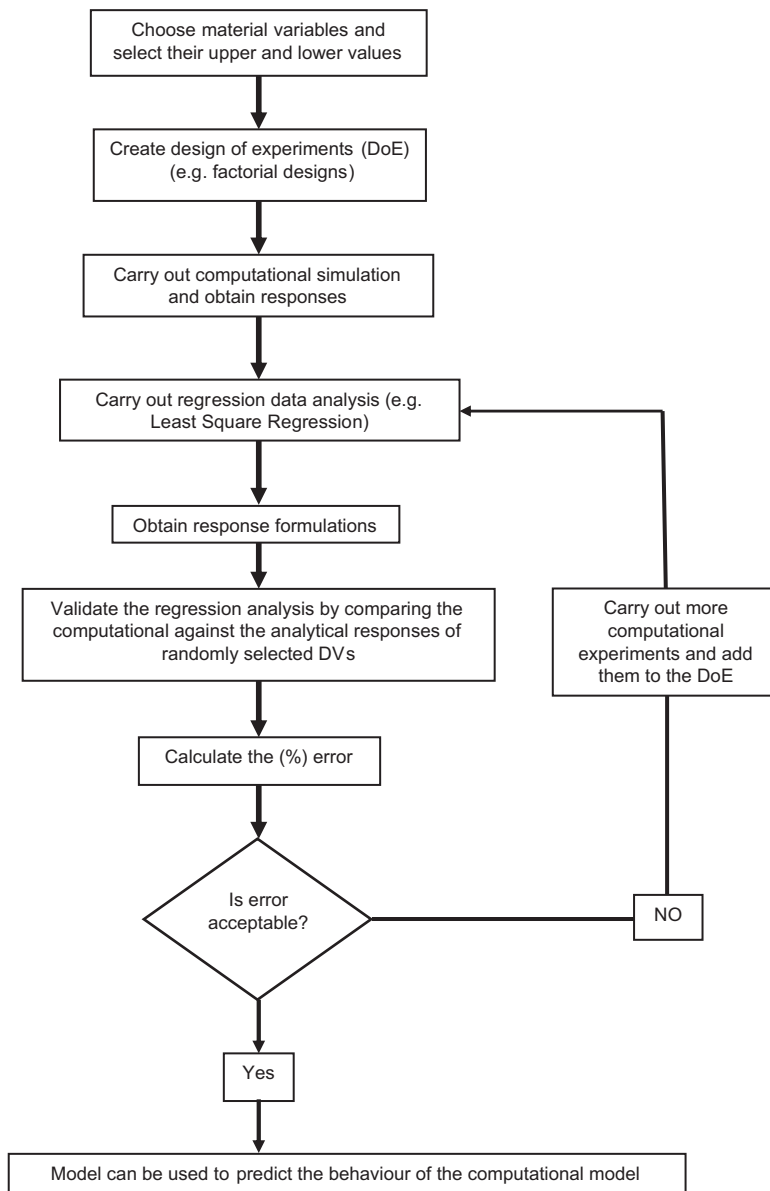 Choose material variables and
select their upper and lower values
Create design of experiments (DoE)
(e.g. factorial designs)
Carry out computational simulation
and obtain responses
Carry out regression data analysis (e.g.
Least Square Regression)
Obtain response formulations
Validate the regression analysis by comparing the
computational against the analytical responses of
randomly selected DVs
Carry out more
computational
experiments and add
them to the DoE
Calculate the (%) error
Is error
acceptable?
NO
Yes
Model can be used to predict the behaviour of the computational model